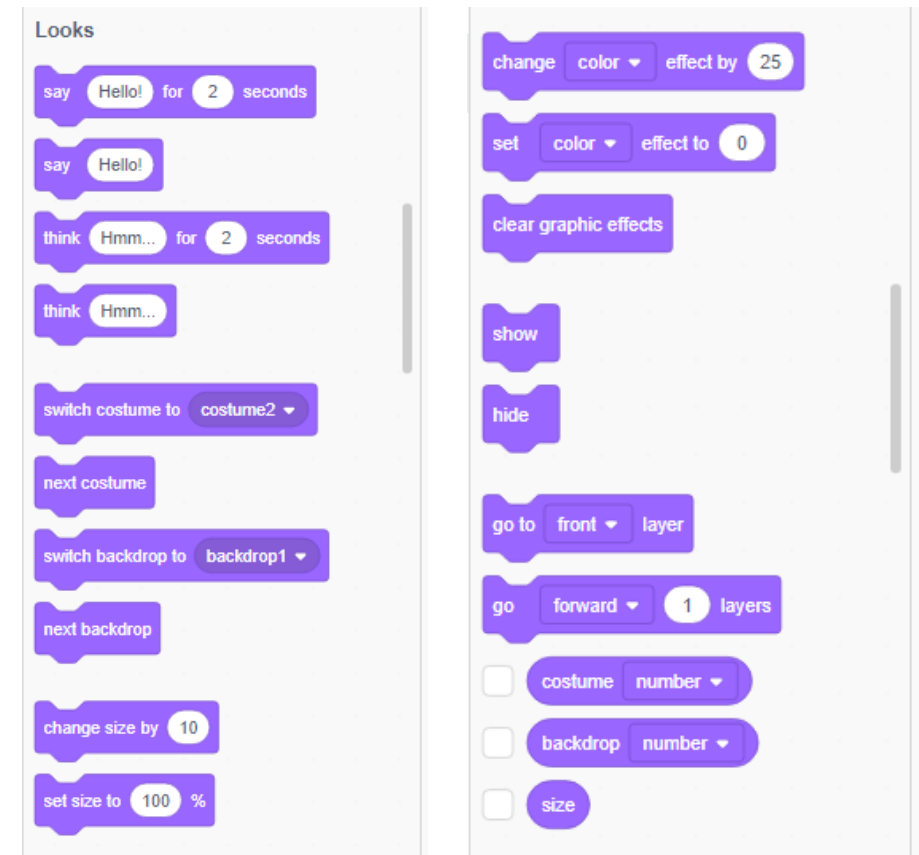 Looks
say Hello! for 2 seconds
say Hello!
think Hmm... for 2 seconds
think Hmm...
switch costume to costume2
next costume
switch backdrop to backdrop1
next backdrop
change size by 10
set size to 100 %
change color effect by 25
set color effect to 0
clear graphic effects
show
hide
go to front layer
go forward 1 layers
costume number
backdrop number
size